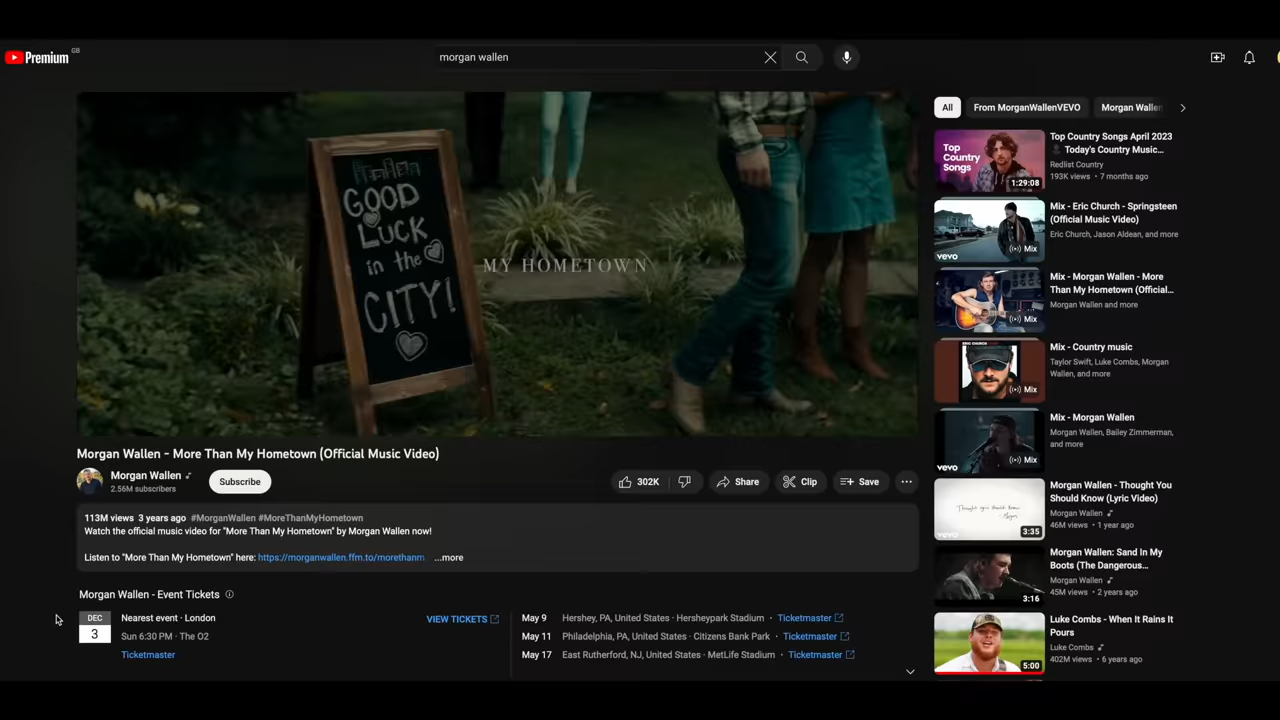 Premium GB
morgan wallen
GOOD
LUCK
in the
CITY!
MY HOMETOWN
Morgan Wallen - More Than My Hometown (Official Music Video)
Morgan Wallen
2.56M subscribers
Subscribe
302K
Share
Clip
Save
113M views 3 years ago #MorganWallen #MoreThanMyHometown
Watch the official music video for "More Than My Hometown" by Morgan Wallen now!
Listen to "More Than My Hometown" here: https://morganwallen.ffm.to/morethanm ...more
Morgan Wallen - Event Tickets
DEC
3
Nearest event · London
Sun 6:30 PM · The O2
Ticketmaster
VIEW TICKETS
May 9 Hershey, PA, United States · Hersheypark Stadium · Ticketmaster
May 11 Philadelphia, PA, United States · Citizens Bank Park · Ticketmaster
May 17 East Rutherford, NJ, United States · MetLife Stadium · Ticketmaster
All
From MorganWallenVEVO
Morgan Wallen
Top
Country
Songs
1:29:08
Top Country Songs April 2023
Today's Country Music...
Redlist Country
193K views • 7 months ago
vevo
Mix
Mix - Eric Church - Springsteen
(Official Music Video)
Eric Church, Jason Aldean, and more
Mix
Mix - Morgan Wallen - More
Than My Hometown (Official...
Morgan Wallen and more
Mix
Mix - Country music
Taylor Swift, Luke Combs, Morgan
Wallen, and more
vevo
Mix
Mix - Morgan Wallen
Morgan Wallen, Bailey Zimmerman,
and more
vevo
3:35
Morgan Wallen - Thought You
Should Know (Lyric Video)
Morgan Wallen
46M views • 1 year ago
3:16
Morgan Wallen: Sand In My
Boots (The Dangerous...
Morgan Wallen
45M views • 2 years ago
5:00
Luke Combs - When It Rains It
Pours
Luke Combs
402M views • 6 years ago